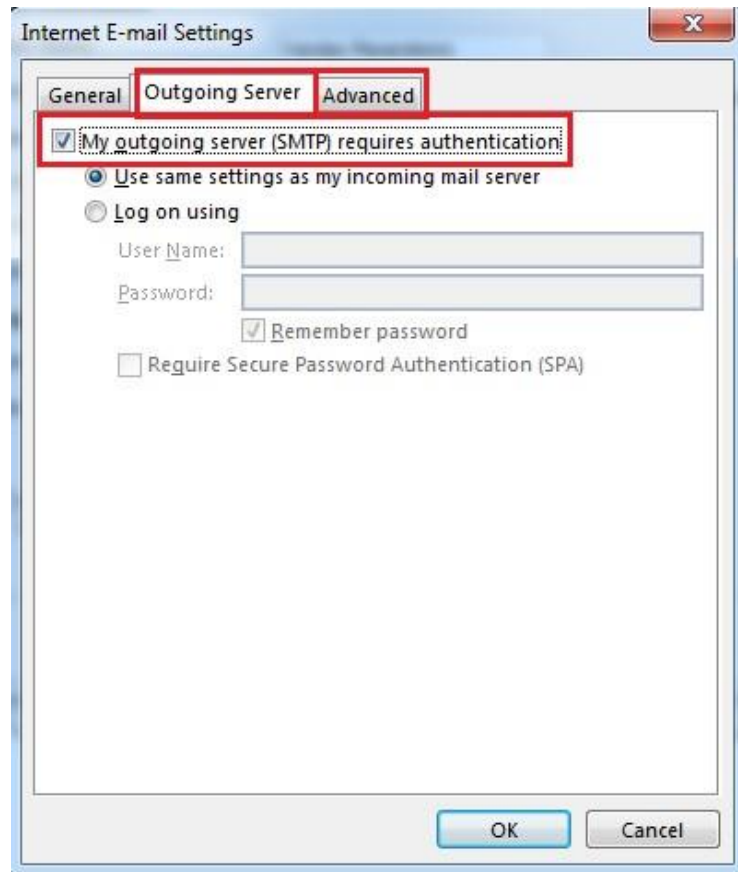 Internet E-mail Settings
General Outgoing Server Advanced
My outgoing server (SMTP) requires authentication
Use same settings as my incoming mail server
Log on using
User Name:
Password:
Remember password
Require Secure Password Authentication (SPA)
OK Cancel